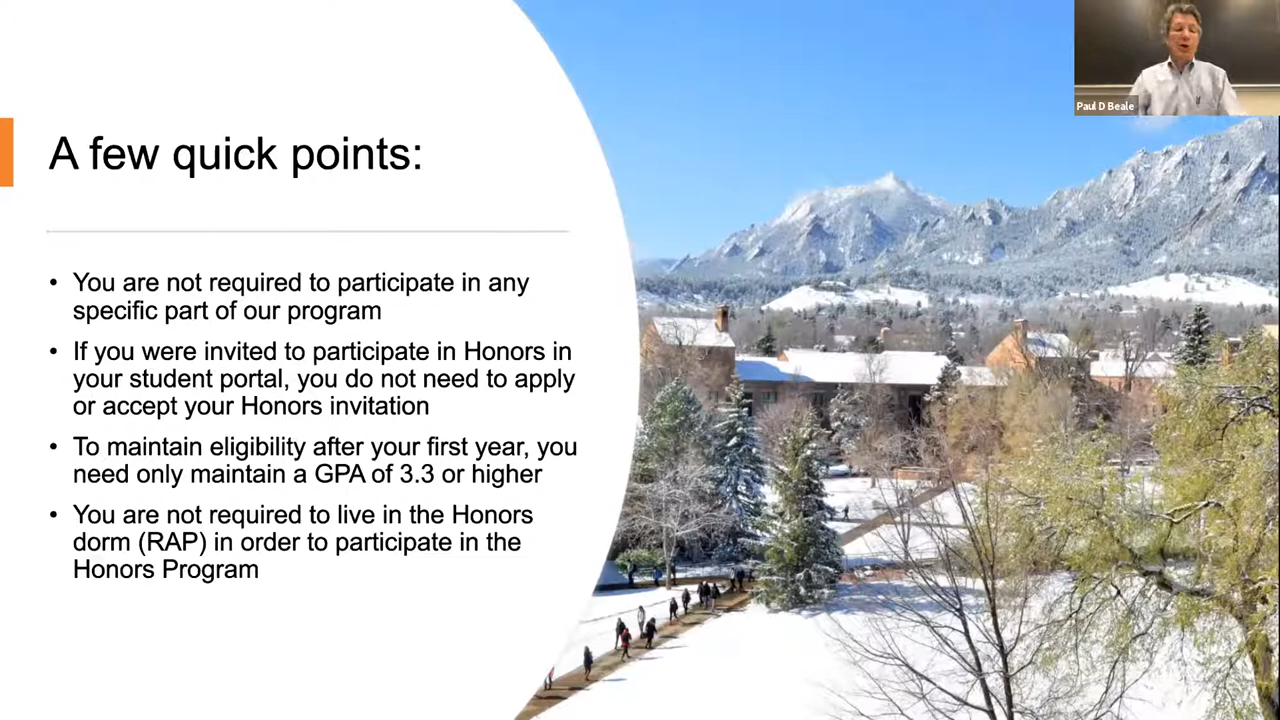 Paul D Beale
A few quick points:
• You are not required to participate in any
specific part of our program
• If you were invited to participate in Honors in
your student portal, you do not need to apply
or accept your Honors invitation
• To maintain eligibility after your first year, you
need only maintain a GPA of 3.3 or higher
• You are not required to live in the Honors
dorm (RAP) in order to participate in the
Honors Program